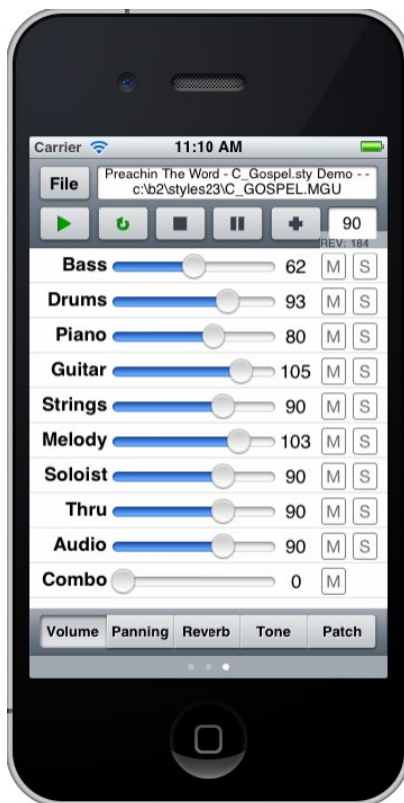 Carrier 11:10 AM
File
Preachin The Word - C_Gospel.sty Demo - -
c:\b2\styles23\C_GOSPEL.MGU
90
REV: 184
Bass 62 M S
Drums 93 M S
Piano 80 M S
Guitar 105 M S
Strings 90 M S
Melody 103 M S
Soloist 90 M S
Thru 90 M S
Audio 90 M S
Combo 0 M
Volume Panning Reverb Tone Patch